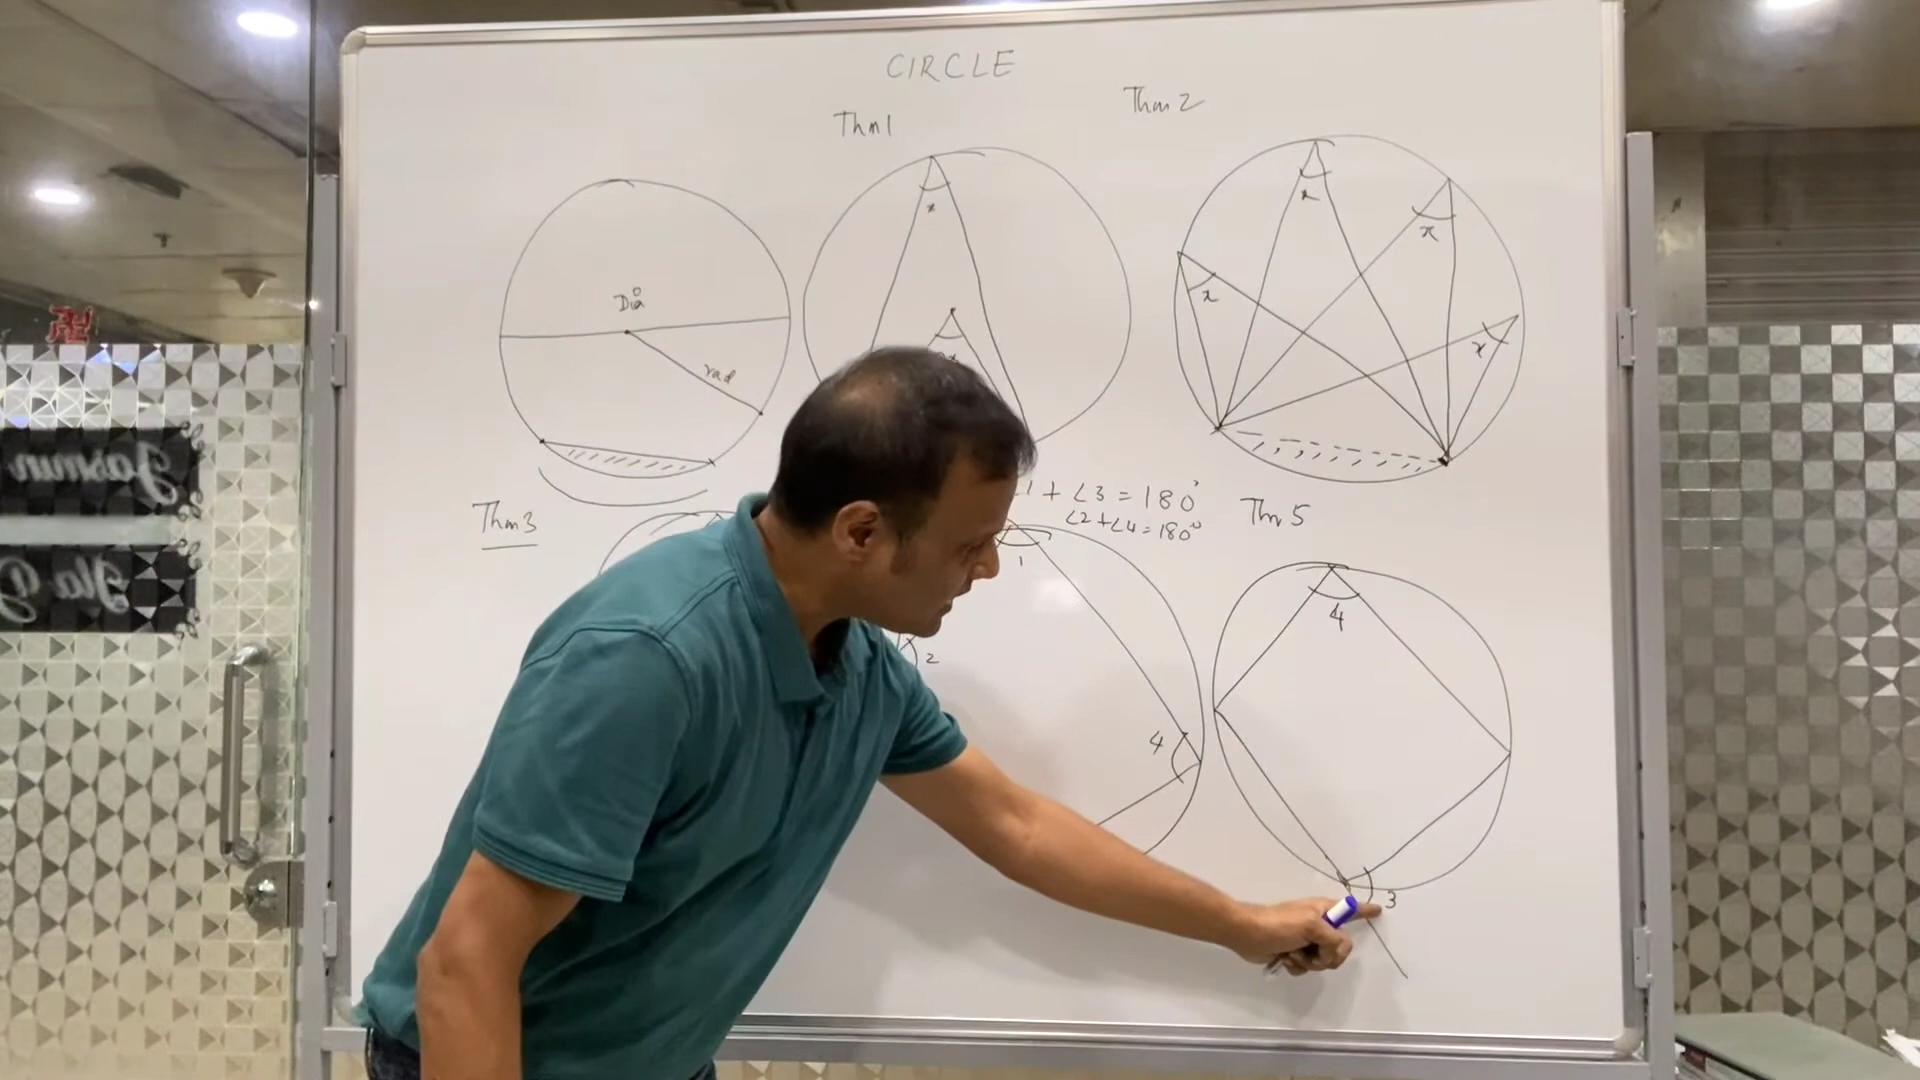 CIRCLE
Thm1
Thm 2
x
x
x
x
x
Dia
rad
Thm3
∠1 + ∠3 = 180°
∠2 + ∠4 = 180°
Thm 5
1
2
4
4
3
Jasmin